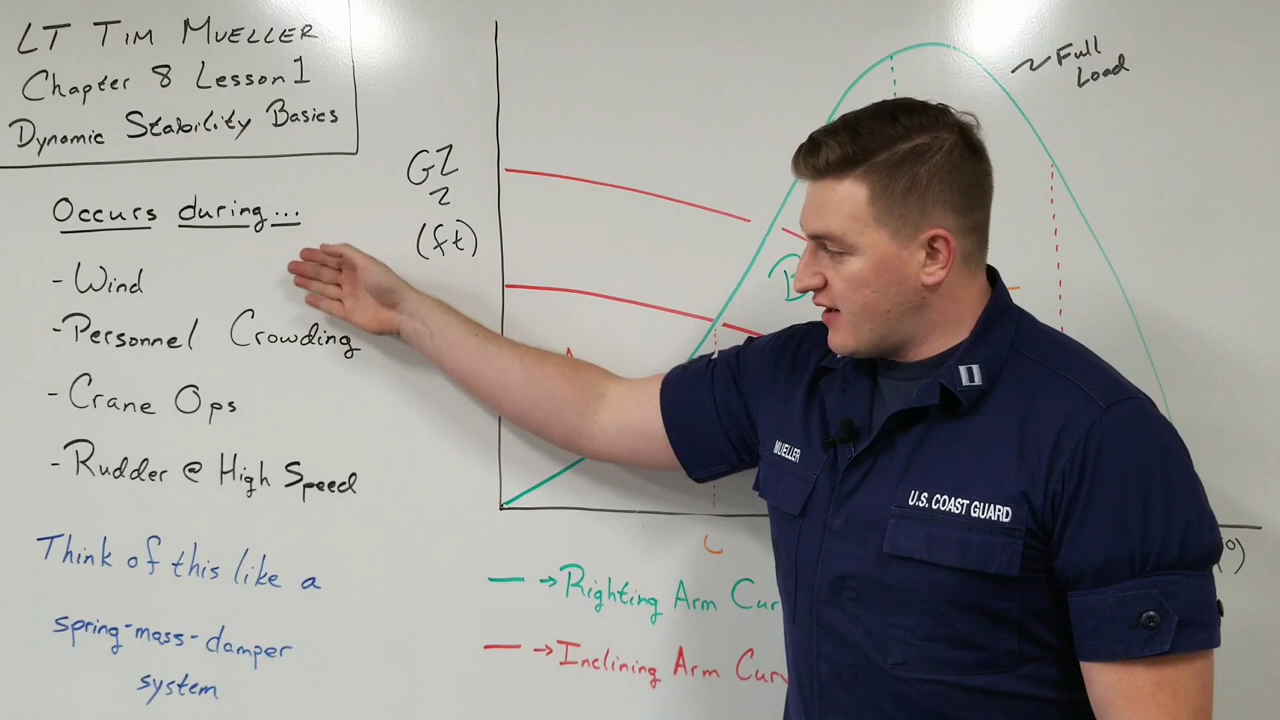 LT TIM MUELLER
Chapter 8 Lesson 1
Dynamic Stability Basics
Occurs during...
- Wind
- Personnel Crowding
- Crane Ops
- Rudder @ High Speed
Think of this like a
spring-mass-damper
system
GZ
(ft)
Full
Load
→ Righting Arm Cur
→ Inclining Arm Cur
MUELLER
U.S. COAST GUARD